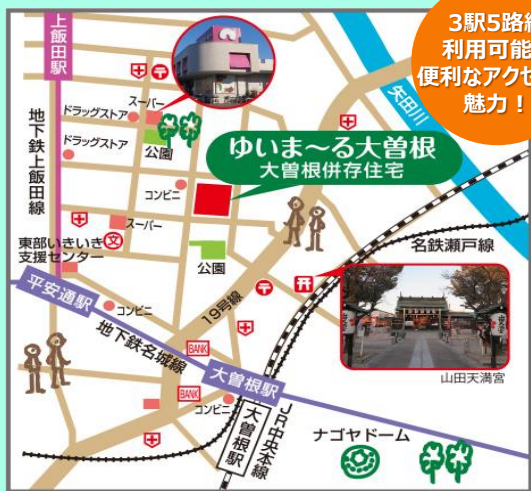 3駅5路線
利用可能
便利なアクセ
魅力！
上飯田駅
地下鉄上飯田線
ドラッグストア
スーパー
ドラッグストア
公園
矢田川
ゆいま～る大曽根
大曽根併存住宅
コンビニ
スーパー
文
東部いきいき
支援センター
公園
名鉄瀬戸線
平安通駅
コンビニ
地下鉄名城線
19号線
BANK
BANK
大曽根駅
コンビニ
大曽根駅
JR中央本線
山田天満宮
ナゴヤドーム